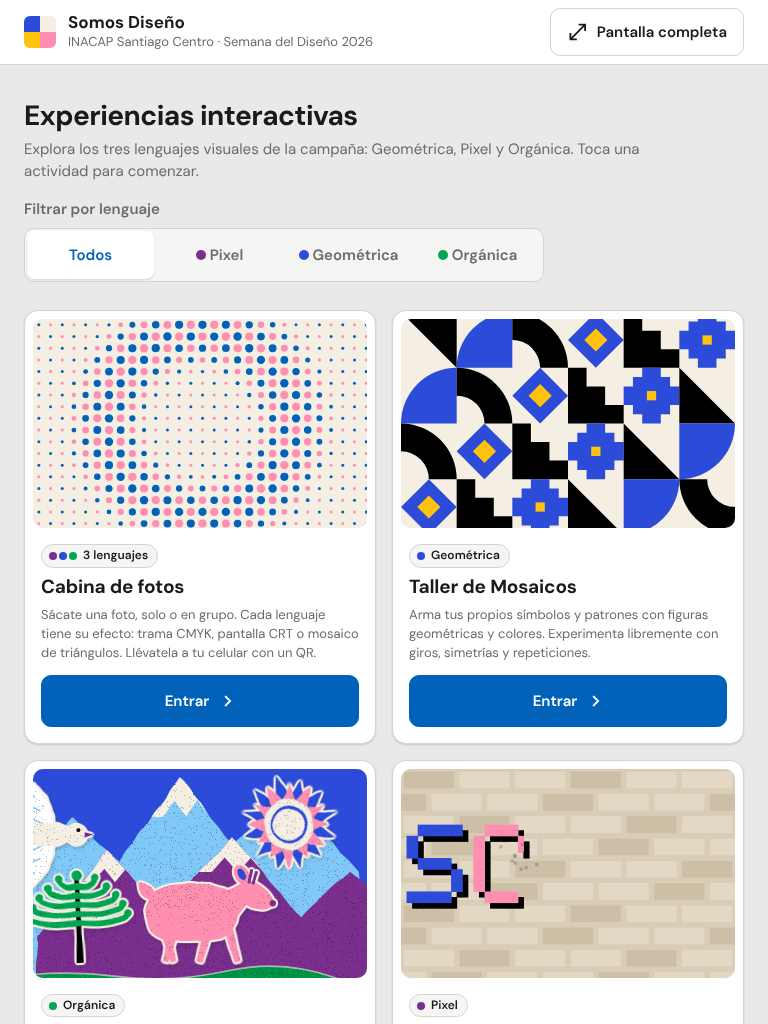 Somos Diseño
INACAP Santiago Centro · Semana del Diseño 2026
Pantalla completa
Experiencias interactivas
Explora los tres lenguajes visuales de la campaña: Geométrica, Pixel y Orgánica. Toca una
actividad para comenzar.
Filtrar por lenguaje
Todos
Pixel
Geométrica
Orgánica
3 lenguajes
Cabina de fotos
Sácate una foto, solo o en grupo. Cada lenguaje
tiene su efecto: trama CMYK, pantalla CRT o mosaico
de triángulos. Llévatela a tu celular con un QR.
Entrar
Geométrica
Taller de Mosaicos
Arma tus propios símbolos y patrones con figuras
geométricas y colores. Experimenta libremente con
giros, simetrías y repeticiones.
Entrar
Orgánica
SC
Pixel